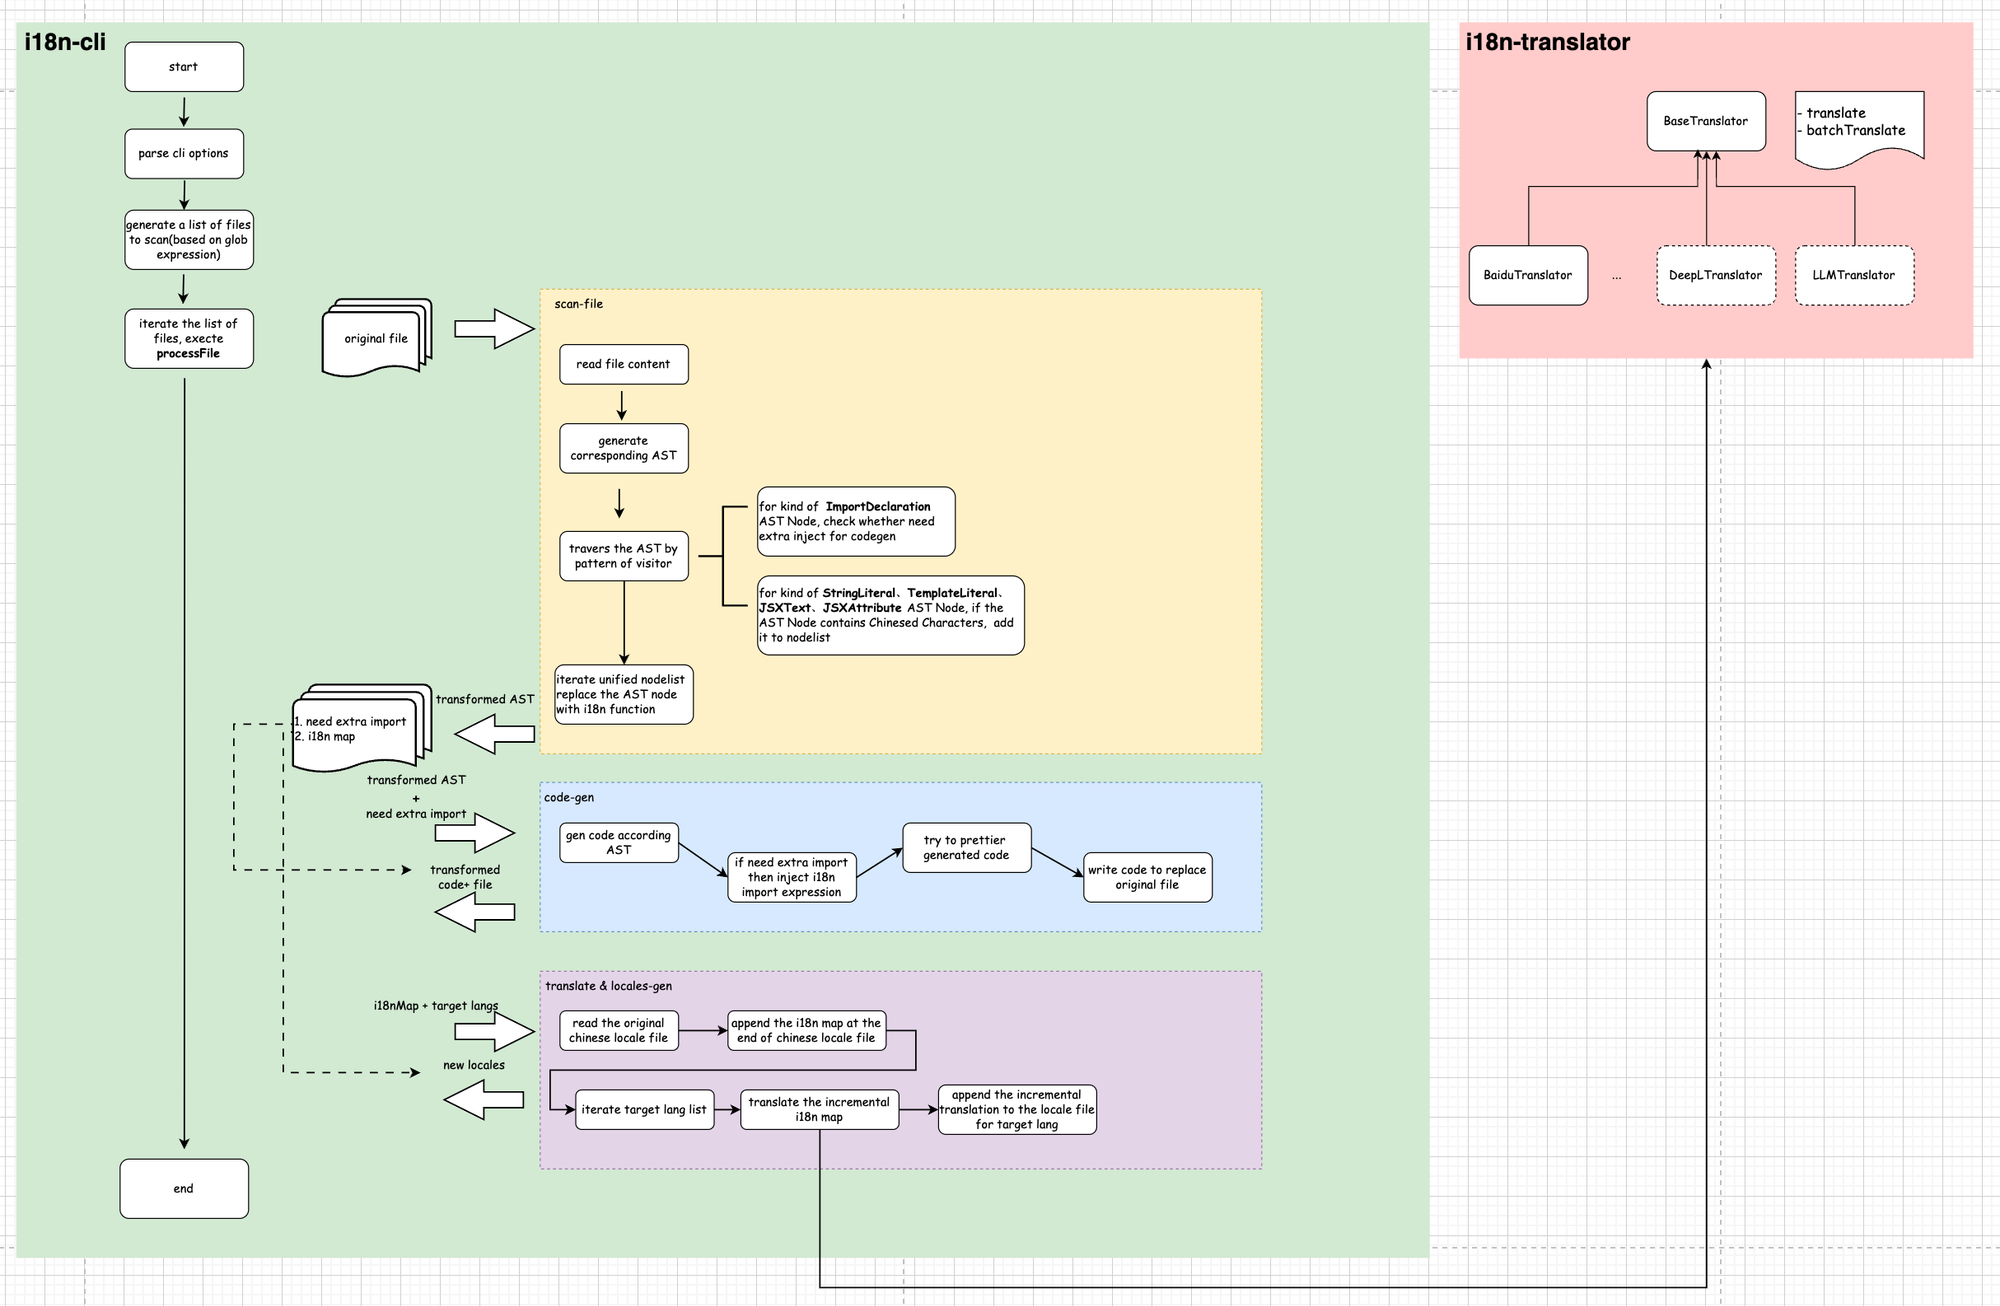 i18n-cli
start
parse cli options
generate a list of files
to scan(based on glob
expression)
iterate the list of
files, execte
processFile
end
original file
scan-file
read file content
generate
corresponding AST
travers the AST by
pattern of visitor
for kind of ImportDeclaration
AST Node, check whether need
extra inject for codegen
for kind of StringLiteral、TemplateLiteral、
JSXText、JSXAttribute AST Node, if the
AST Node contains Chinesed Characters, add
it to nodelist
iterate unified nodelist
replace the AST node
with i18n function
transformed AST
1. need extra import
2. i18n map
transformed AST
+
need extra import
transformed
code+ file
code-gen
gen code according
AST
if need extra import
then inject i18n
import expression
try to prettier
generated code
write code to replace
original file
i18nMap + target langs
new locales
translate & locales-gen
read the original
chinese locale file
append the i18n map at the
end of chinese locale file
iterate target lang list
translate the incremental
i18n map
append the incremental
translation to the locale file
for target lang
i18n-translator
BaseTranslator
- translate
- batchTranslate
BaiduTranslator
...
DeepLTranslator
LLMTranslator